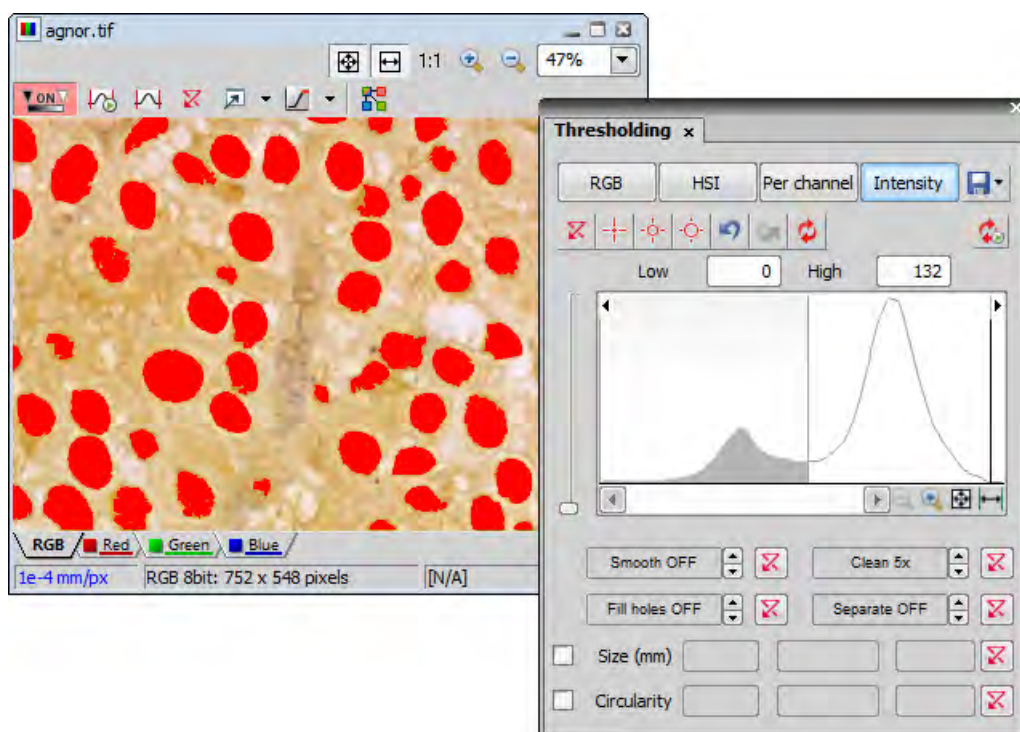 agnor.tif
1:1
47%
ON
RGB Red Green Blue
1e-4 mm/px RGB 8bit: 752 x 548 pixels [N/A]
Thresholding x
RGB HSI Per channel Intensity
Low 0 High 132
Smooth OFF Clean 5x
Fill holes OFF Separate OFF
Size (mm)
Circularity